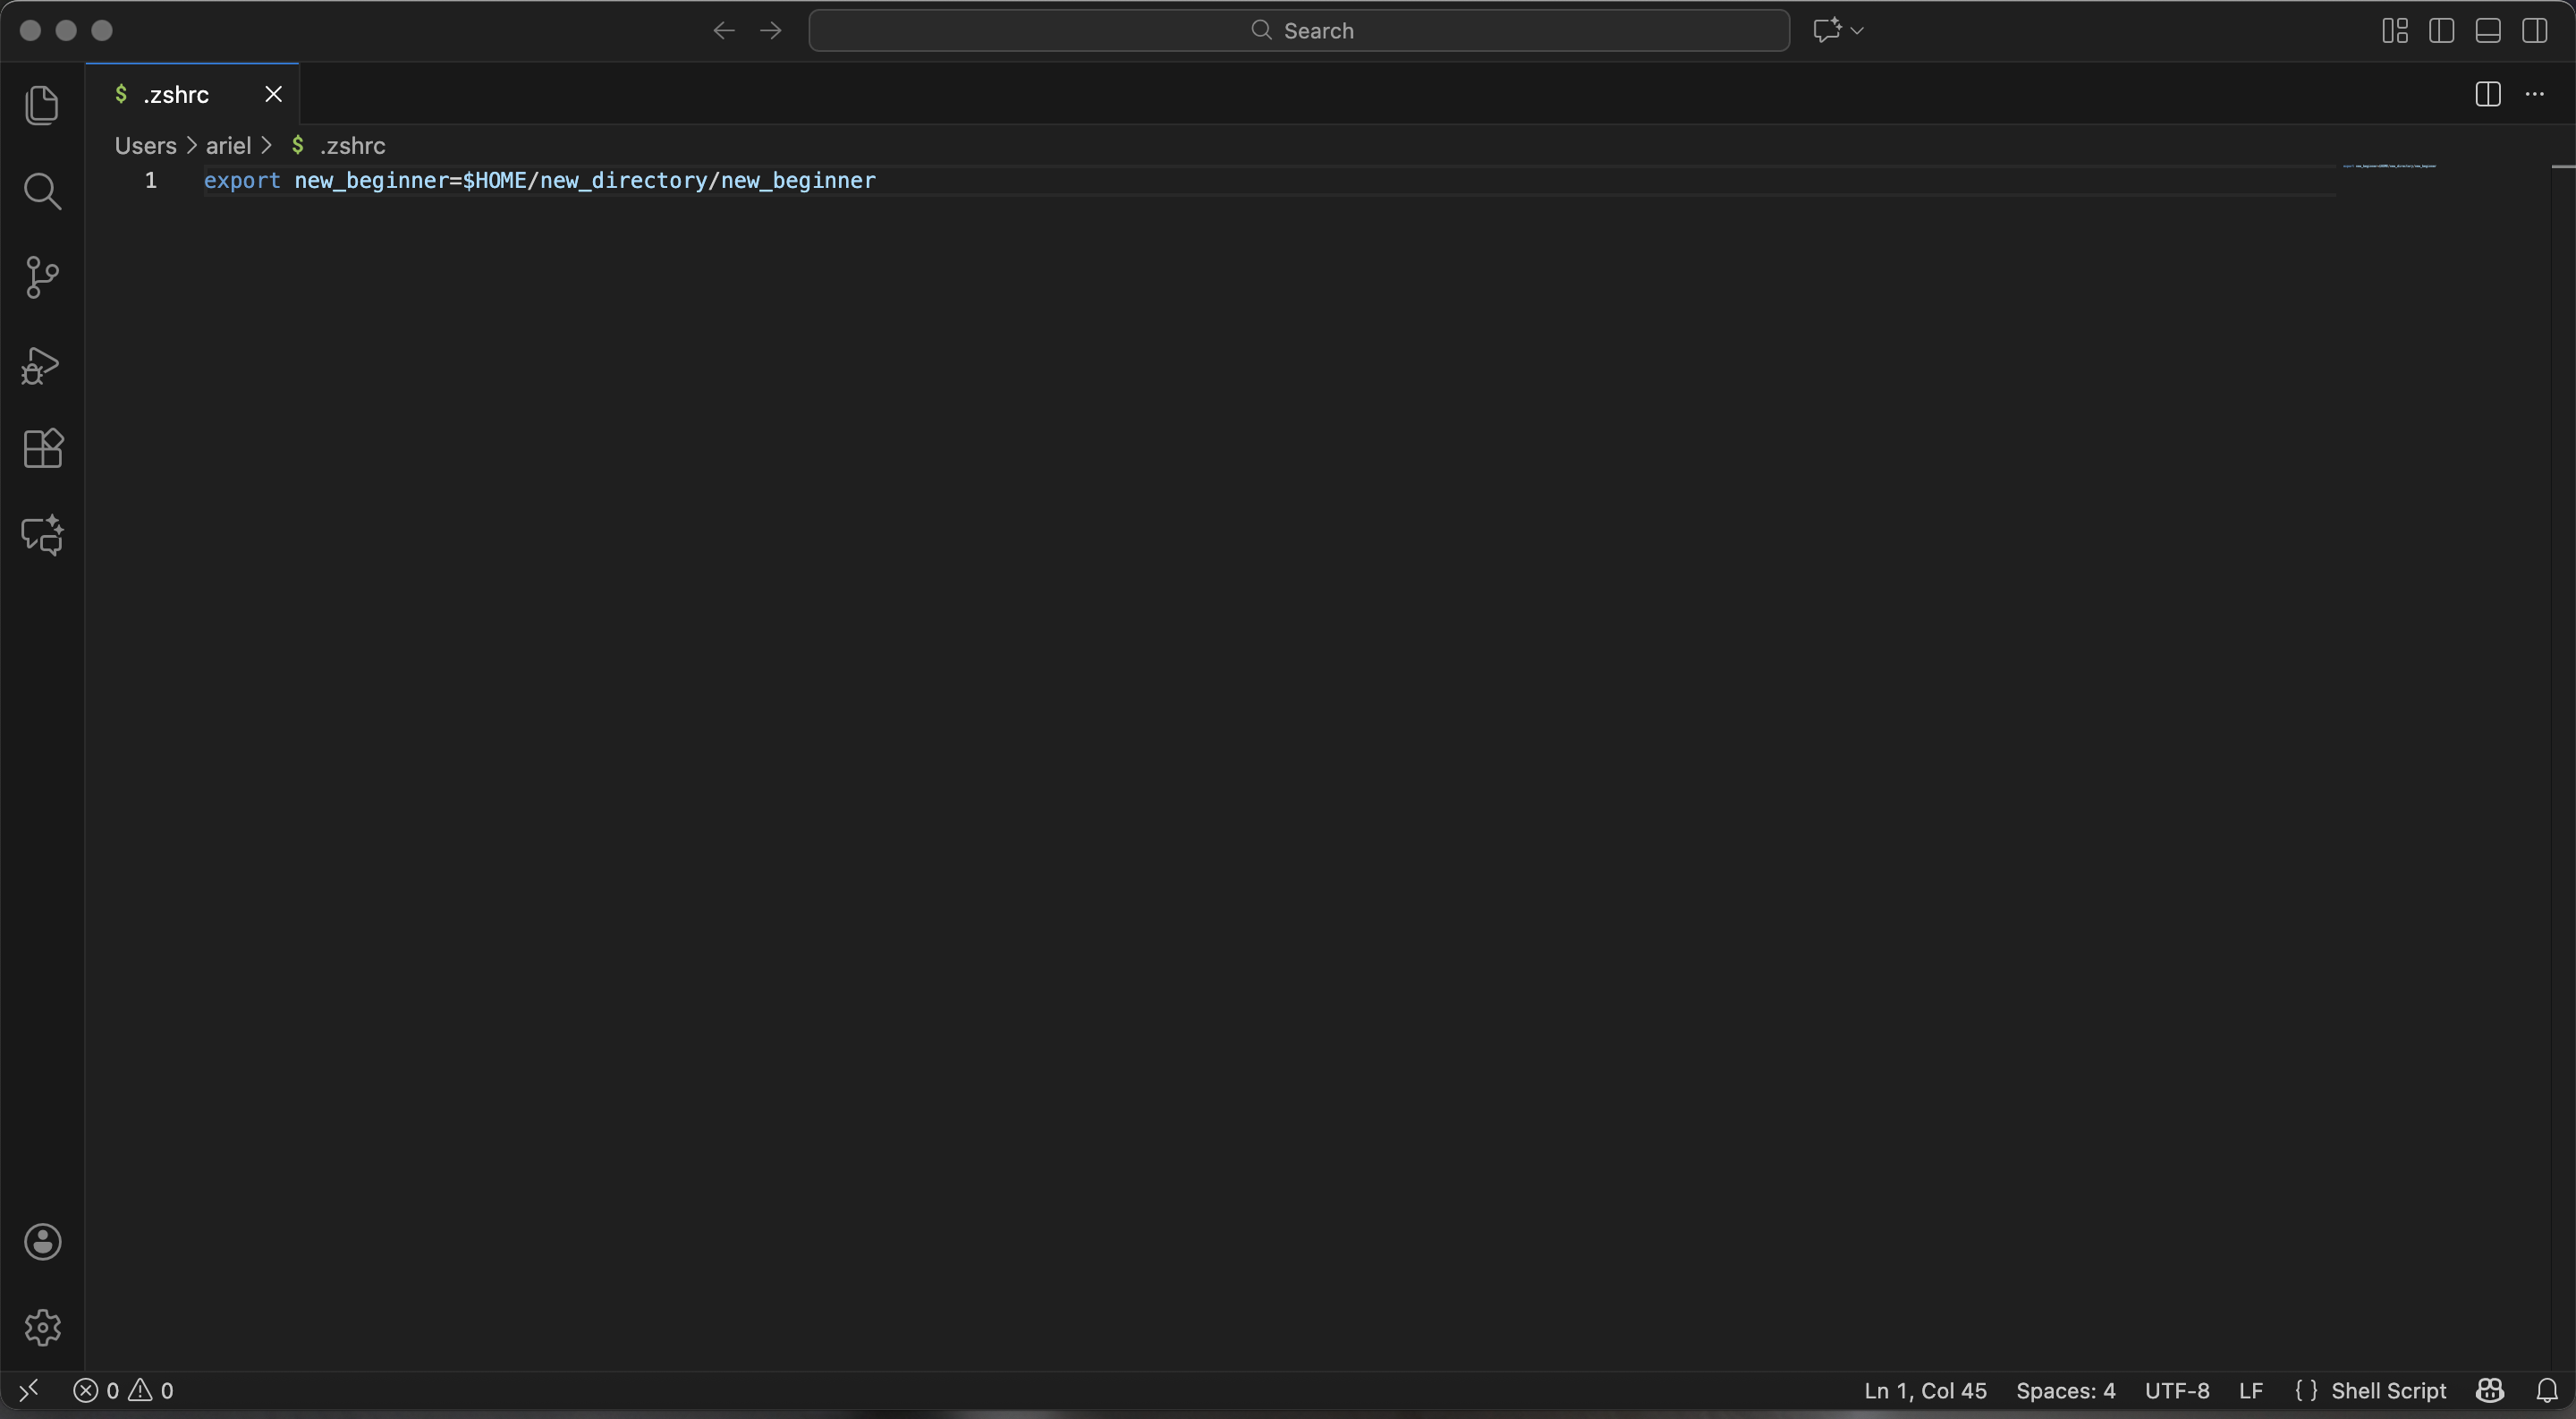 Search
$ .zshrc
Users > ariel > $ .zshrc
1 export new_beginner=$HOME/new_directory/new_beginner
0 0 Ln 1, Col 45 Spaces: 4 UTF-8 LF {} Shell Script